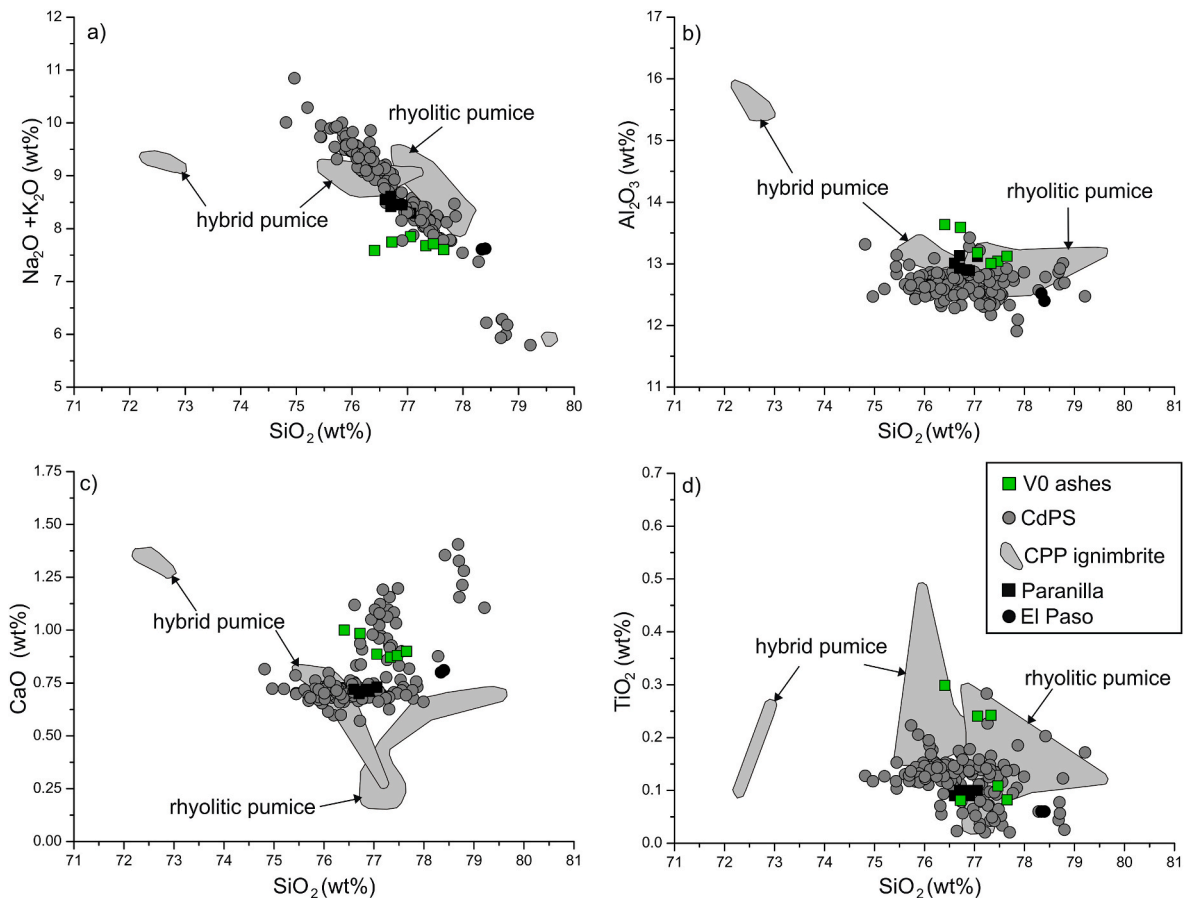 a)
12
11
10
9
8
7
6
5
Na₂O +K₂O (wt%)
rhyolitic pumice
hybrid pumice
71 72 73 74 75 76 77 78 79 80
SiO₂ (wt%)
b)
17
16
15
14
13
12
11
Al₂O₃ (wt%)
hybrid pumice
rhyolitic pumice
71 72 73 74 75 76 77 78 79 80 81
SiO₂ (wt%)
c)
1.75
1.50
1.25
1.00
0.75
0.50
0.25
0.00
CaO (wt%)
hybrid pumice
rhyolitic pumice
71 72 73 74 75 76 77 78 79 80 81
SiO₂ (wt%)
d)
0.7
0.6
0.5
0.4
0.3
0.2
0.1
0.0
TiO₂ (wt%)
hybrid pumice
rhyolitic pumice
V0 ashes
CdPS
CPP ignimbrite
Paranilla
El Paso
71 72 73 74 75 76 77 78 79 80 81
SiO₂ (wt%)